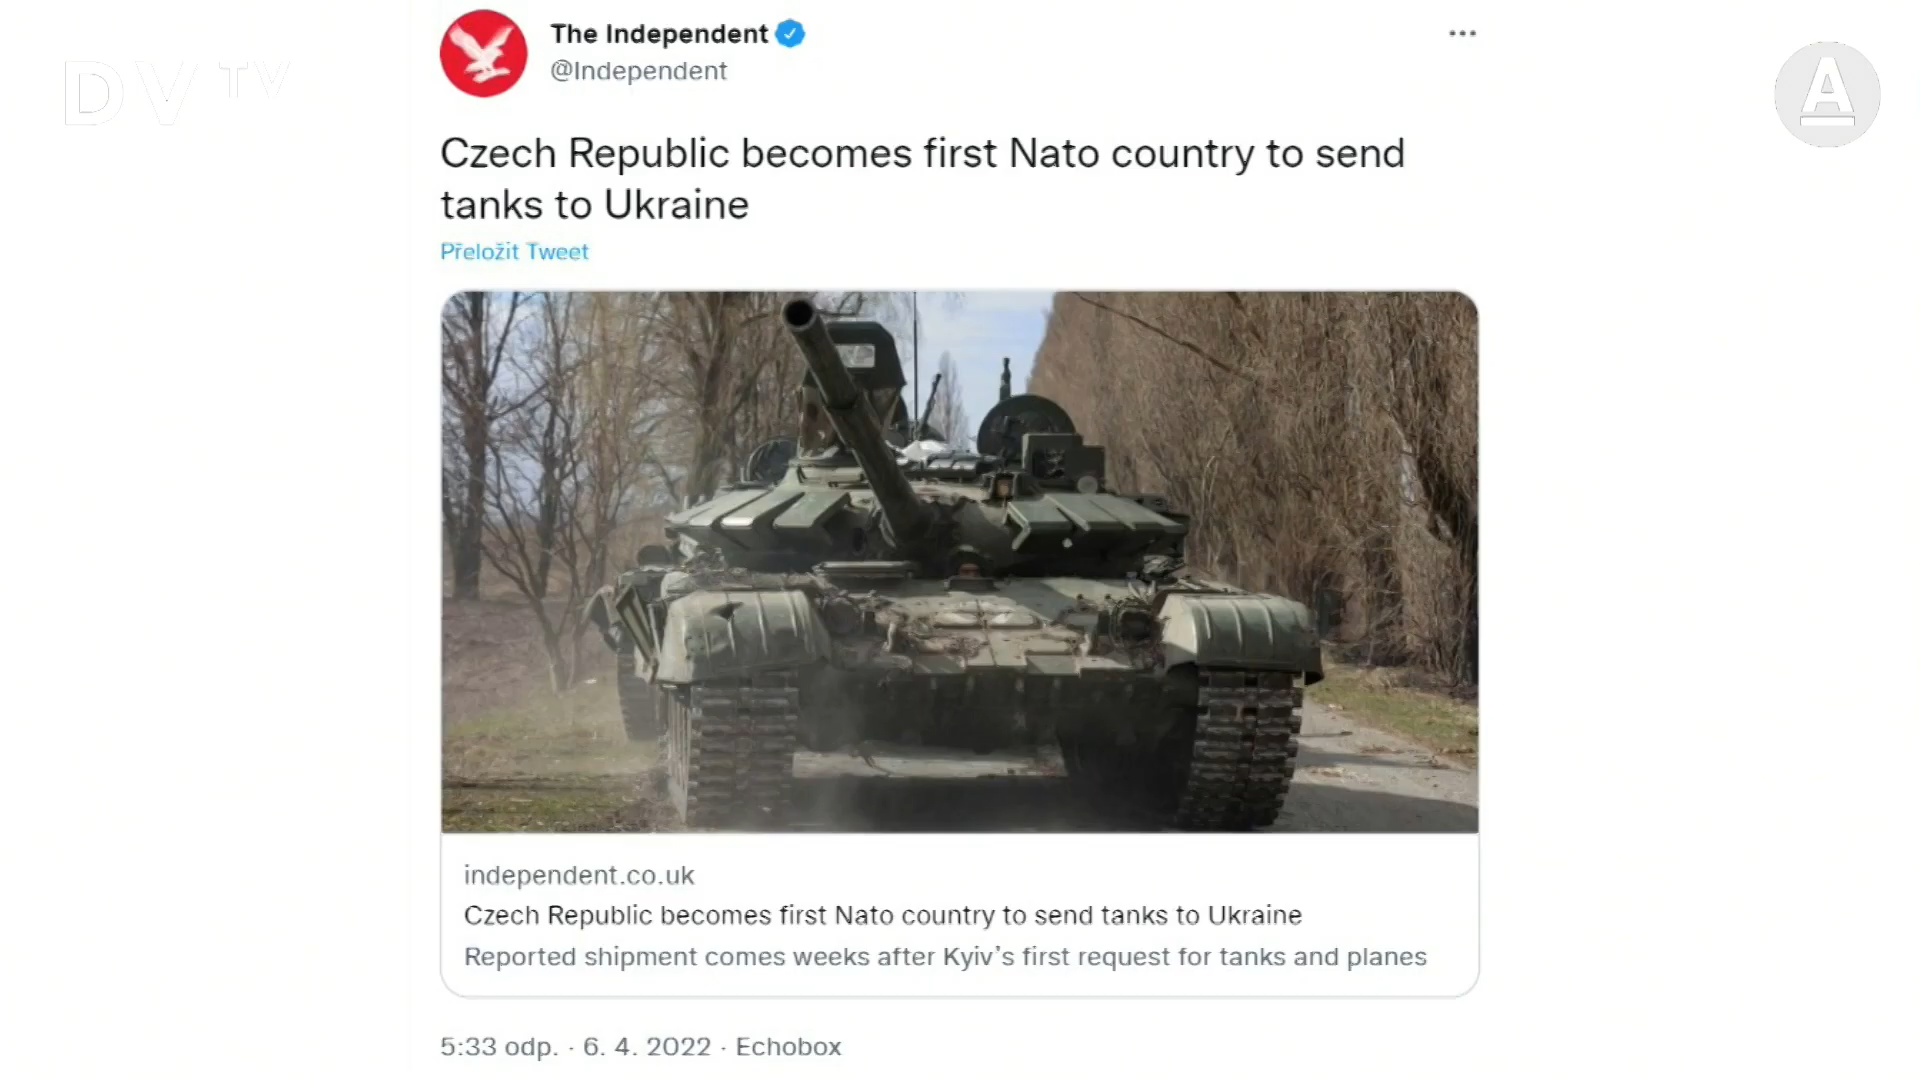 DVTV
The Independent
@Independent
A
Czech Republic becomes first Nato country to send
tanks to Ukraine
Přeložit Tweet
independent.co.uk
Czech Republic becomes first Nato country to send tanks to Ukraine
Reported shipment comes weeks after Kyiv's first request for tanks and planes
5:33 odp. · 6. 4. 2022 · Echobox